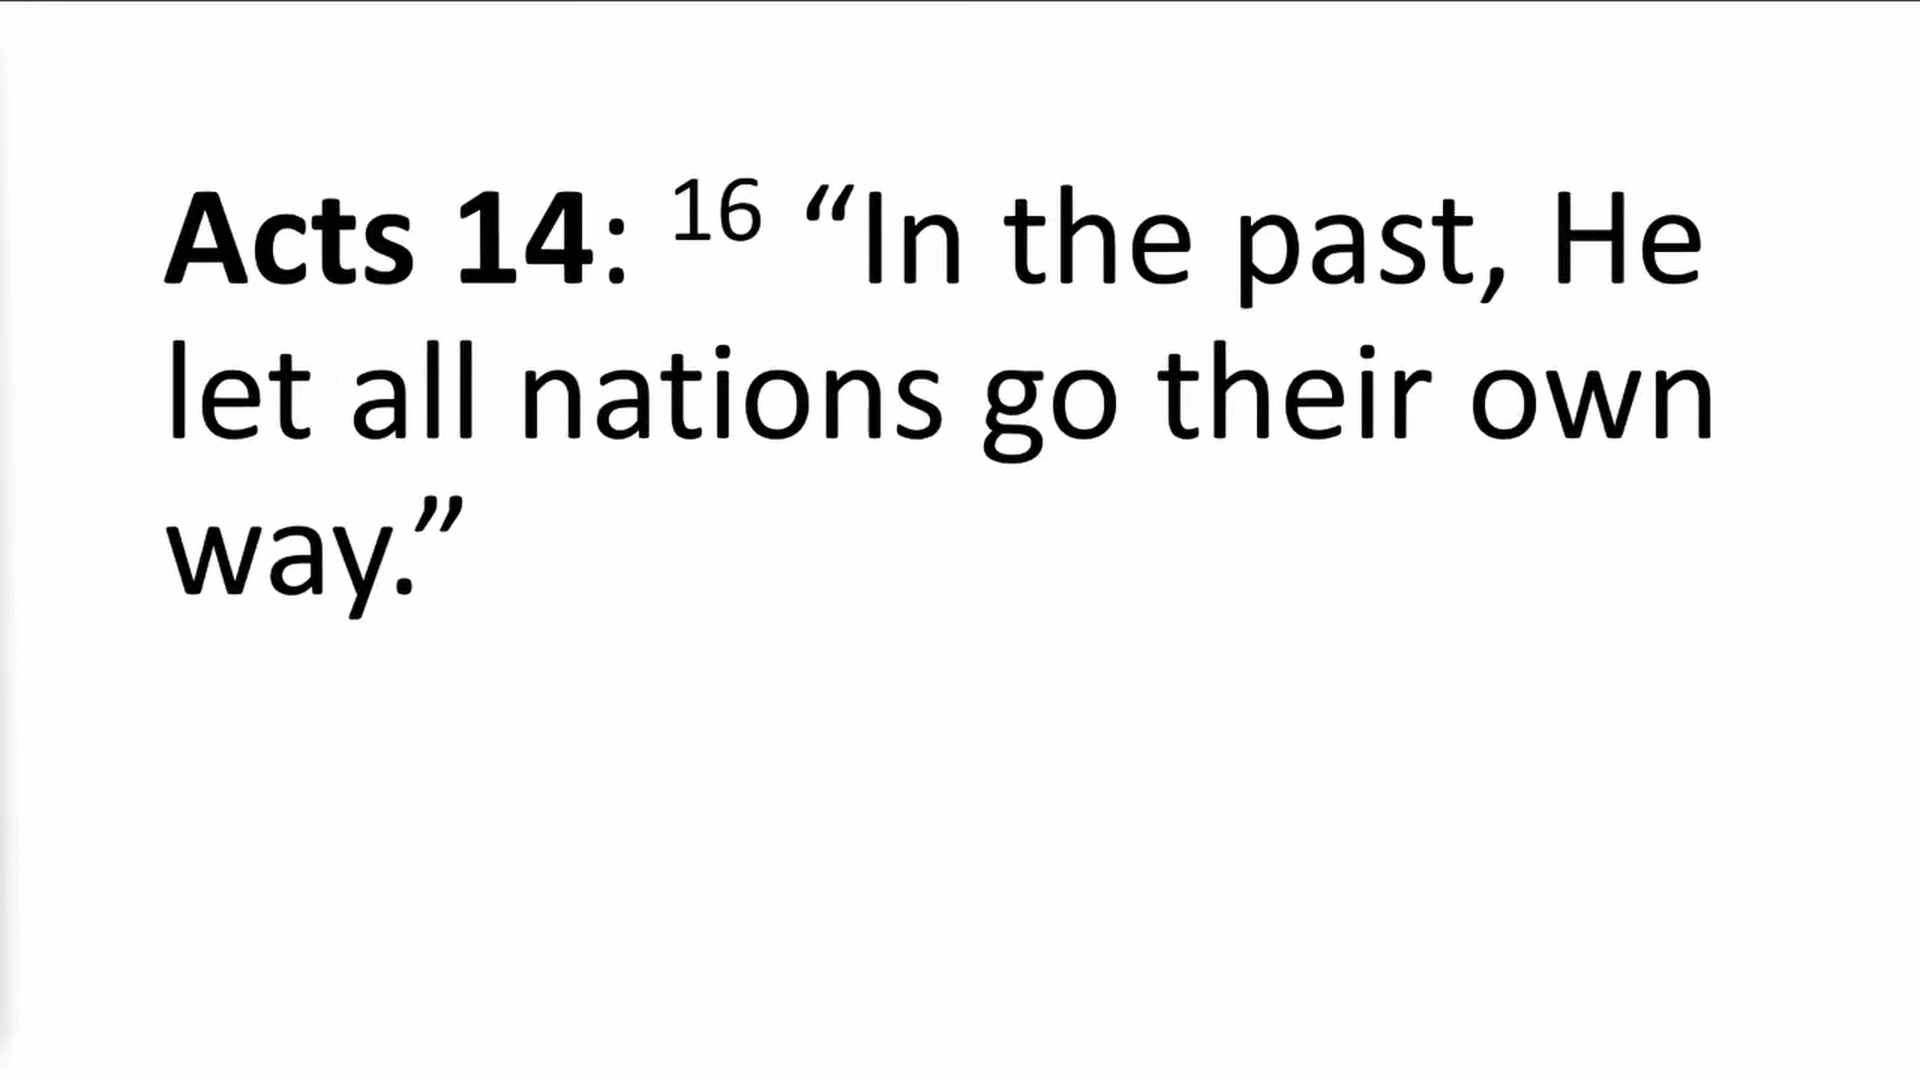 Acts 14: 16 “In the past, He
let all nations go their own
way.”